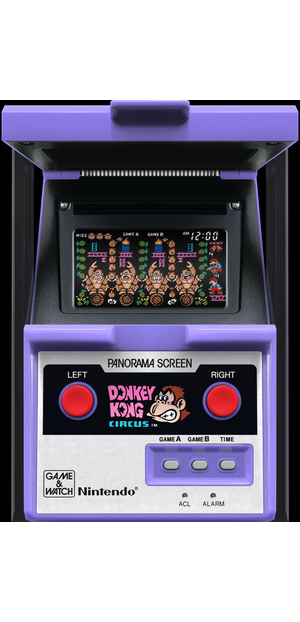 MISS GAME A GAME B AM 12:00
PANORAMA SCREEN
LEFT
RIGHT
DONKEY
KONG
CIRCUS TM
GAME A GAME B TIME
GAME
&
WATCH
Nintendo®
ACL ALARM